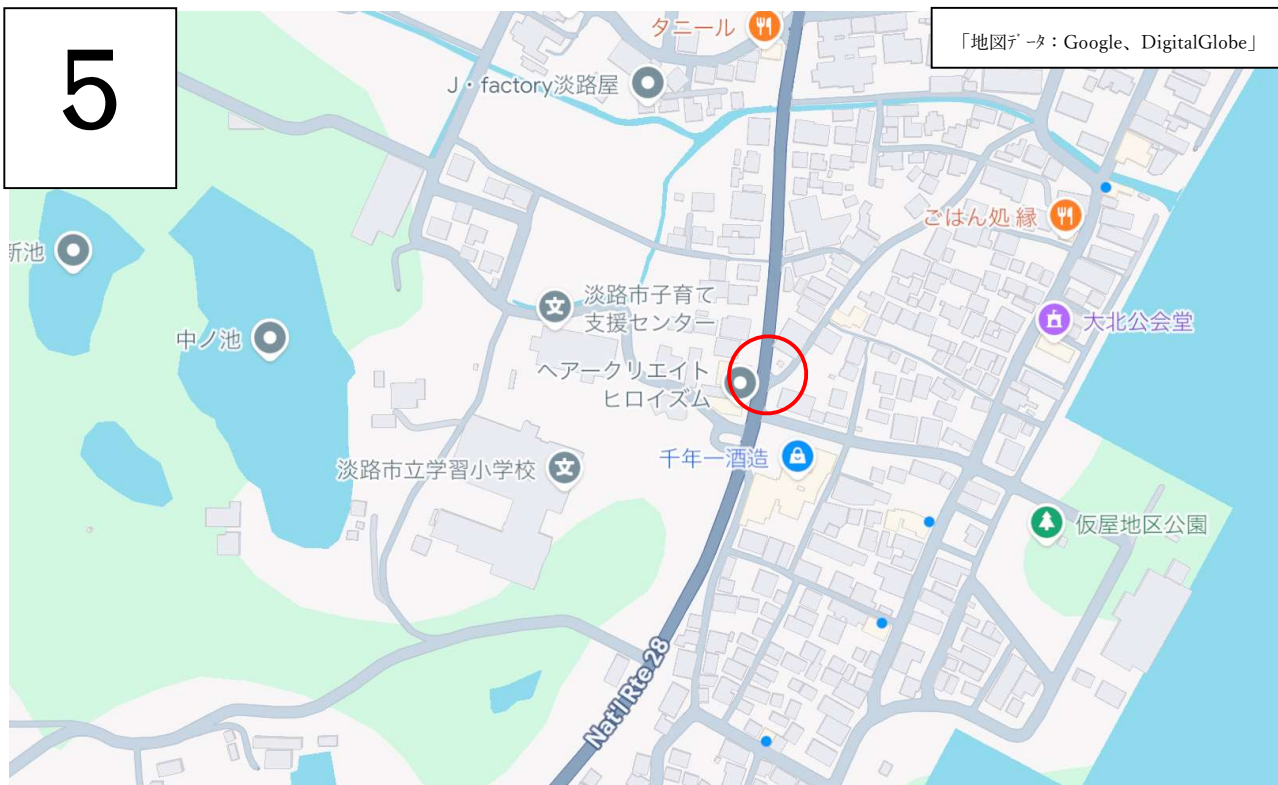 5
「地図データ：Google、DigitalGlobe」
タニール
J・factory淡路屋
ごはん処 縁
新池
淡路市子育て
支援センター
中ノ池
大北公会堂
ヘアークリエイト
ヒロイズム
千年一酒造
淡路市立学習小学校
仮屋地区公園
Nat'l Rte 28